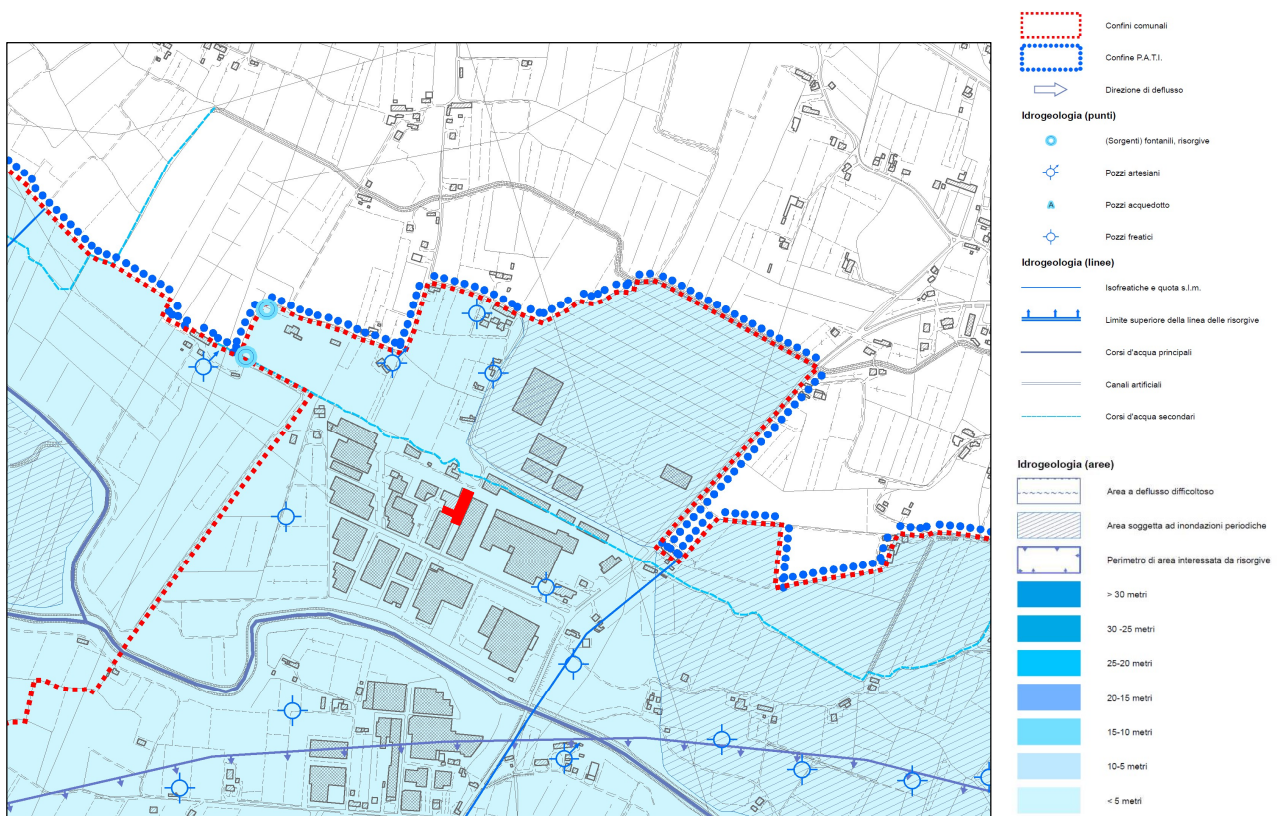 Confini comunali
Confine P.A.T.I.
Direzione di deflusso
Idrogeologia (punti)
(Sorgenti) fontanili, risorgive
Pozzi artesiani
A
Pozzi acquedotto
Pozzi freatici
Idrogeologia (linee)
Isofreatiche e quota s.l.m.
Limite superiore della linea delle risorgive
Corsi d'acqua principali
Canali artificiali
Corsi d'acqua secondari
Idrogeologia (aree)
Area a deflusso difficoltoso
Area soggetta ad inondazioni periodiche
Perimetro di area interessata da risorgive
> 30 metri
30 -25 metri
25-20 metri
20-15 metri
15-10 metri
10-5 metri
< 5 metri